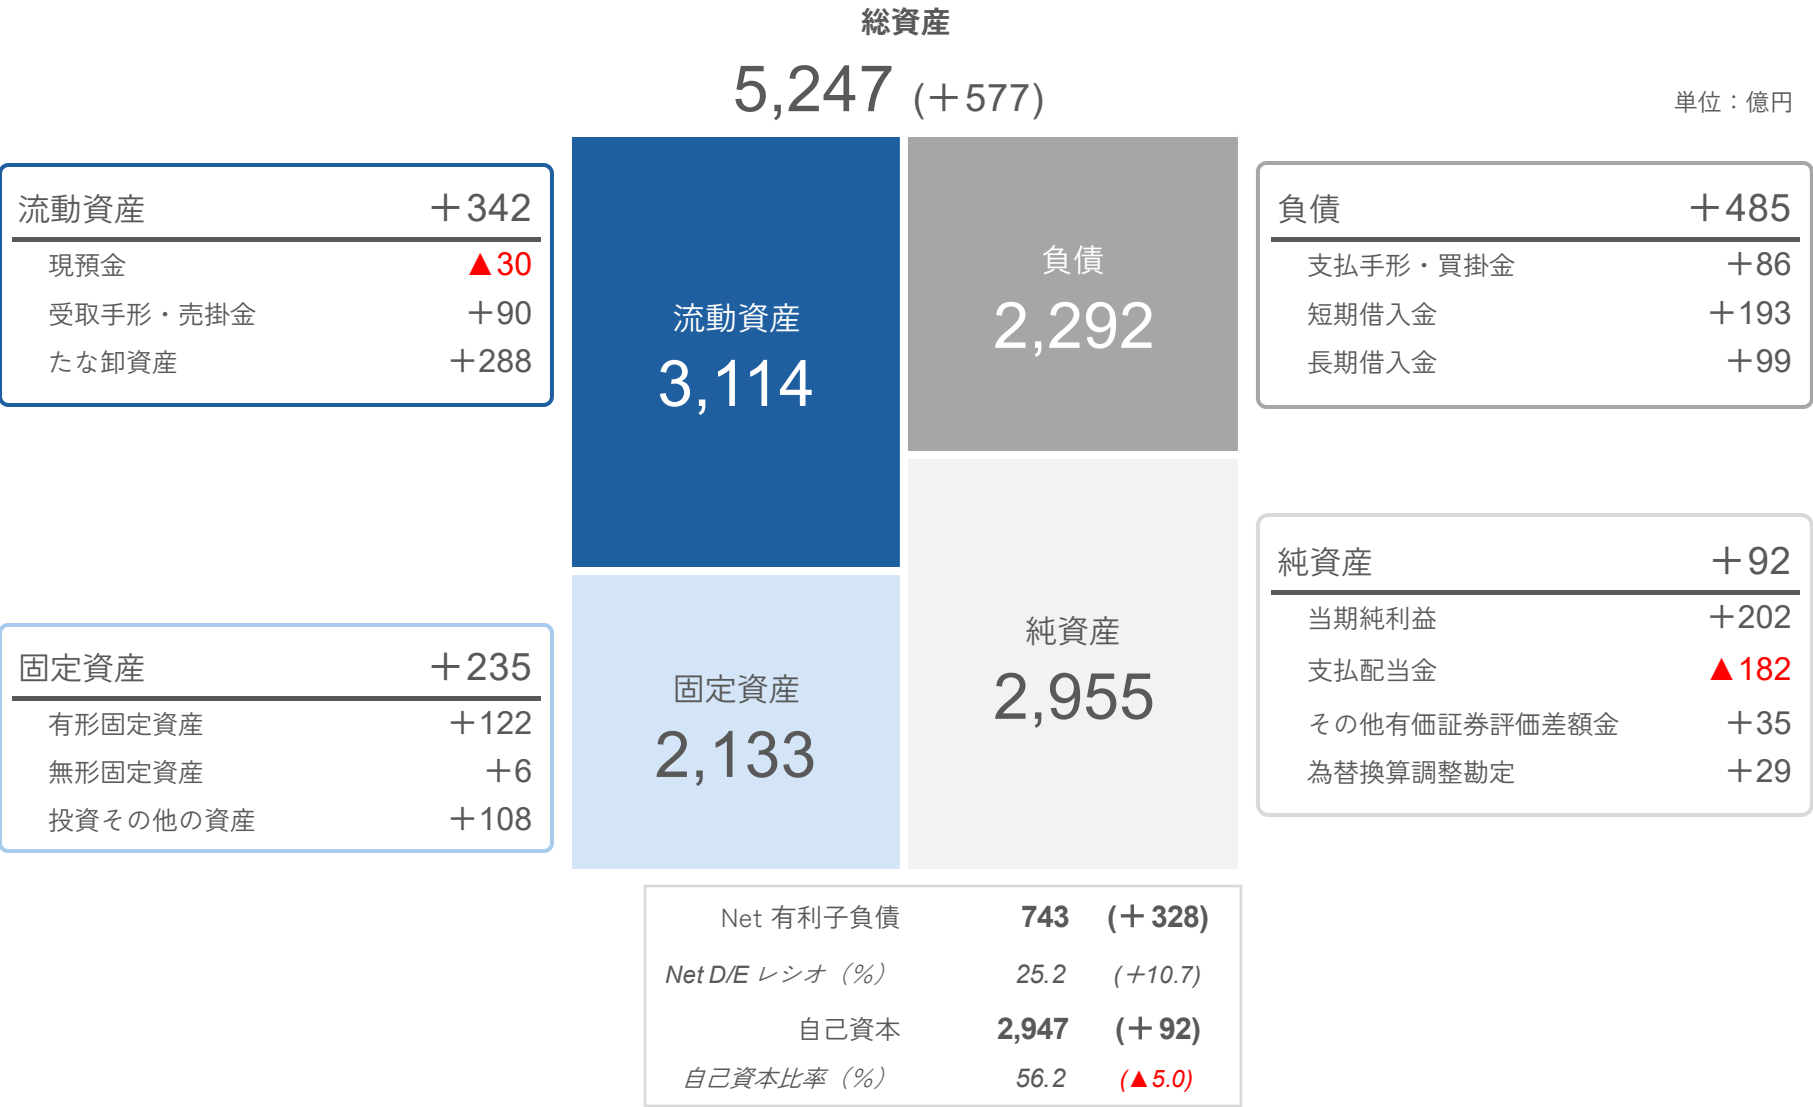 総資産
5,247 (＋577)
単位：億円
流動資産 ＋342
現預金 ▲30
受取手形・売掛金 ＋90
たな卸資産 ＋288
固定資産 ＋235
有形固定資産 ＋122
無形固定資産 ＋6
投資その他の資産 ＋108
流動資産
3,114
固定資産
2,133
負債
2,292
純資産
2,955
負債 ＋485
支払手形・買掛金 ＋86
短期借入金 ＋193
長期借入金 ＋99
純資産 ＋92
当期純利益 ＋202
支払配当金 ▲182
その他有価証券評価差額金 ＋35
為替換算調整勘定 ＋29
Net 有利子負債 743 (＋328)
Net D/E レシオ（％） 25.2 (＋10.7)
自己資本 2,947 (＋92)
自己資本比率（％） 56.2 (▲5.0)